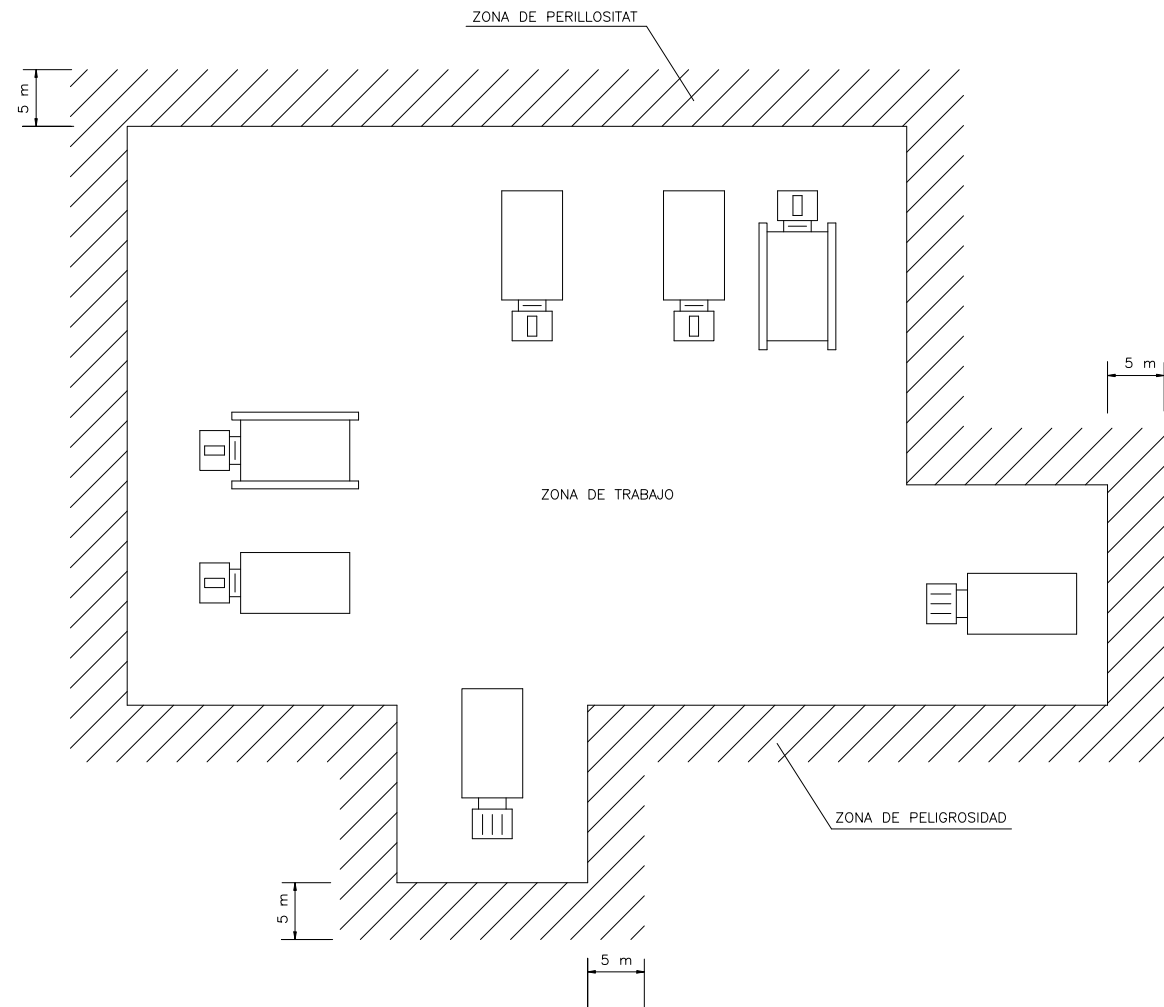 ZONA DE PERILLOSITAT
5 m
5 m
ZONA DE TRABAJO
ZONA DE PELIGROSIDAD
5 m
5 m